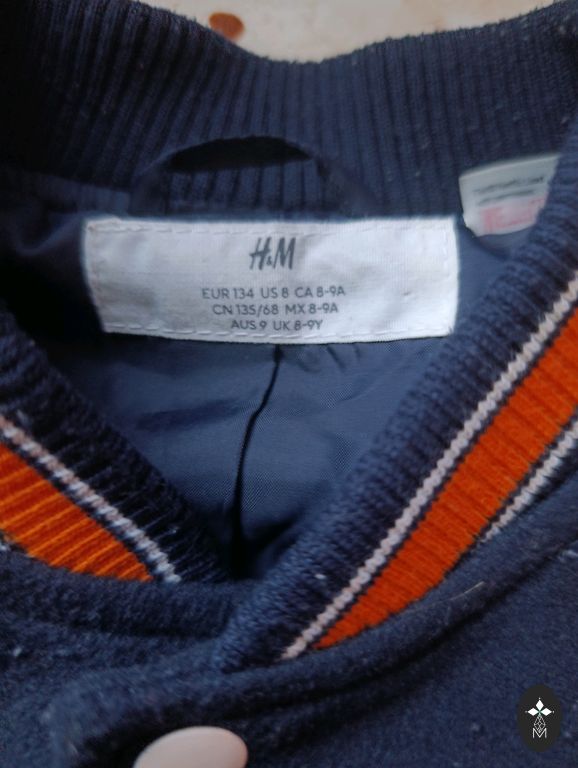 H&M
EUR 134 US 8 CA 8-9A
CN 135/68 MX 8-9A
AUS 9 UK 8-9Y
M